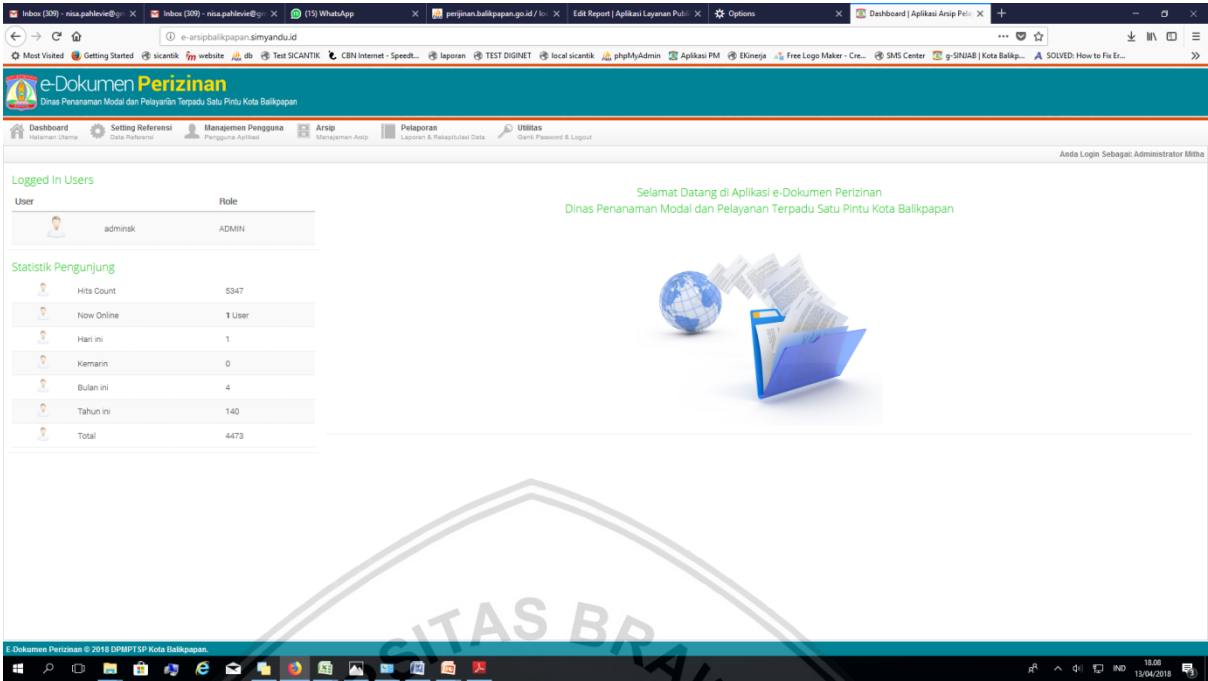 Inbox (309) - nisa.pahlevie@gm
Inbox (309) - nisa.pahlevie@gm
(15) WhatsApp
perijinan.balikpapan.go.id / loc
Edit Report | Aplikasi Layanan Publi
Options
Dashboard | Aplikasi Arsip Pela
e-arsipbalikpapan.simyandu.id
Most Visited
Getting Started
sicantik
my website
db
Test SICANTIK
CBN Internet - Speedt...
laporan
TEST DIGINET
local sicantik
phpMyAdmin
Aplikasi PM
EKinerja
Free Logo Maker - Cre...
SMS Center
g-SINJAB | Kota Balikp...
SOLVED: How to Fix Er...
e-Dokumen Perizinan
Dinas Penanaman Modal dan Pelayanan Terpadu Satu Pintu Kota Balikpapan
Dashboard
Halaman Utama
Setting Referensi
Data Referensi
Manajemen Pengguna
Pengguna Aplikasi
Arsip
Manajemen Arsip
Pelaporan
Laporan & Rekapitulasi Data
Utilitas
Ganti Password & Logout
Anda Login Sebagai: Administrator Mitha
Logged In Users
User Role
adminsk ADMIN
Statistik Pengunjung
Hits Count 5347
Now Online 1 User
Hari ini 1
Kemarin 0
Bulan ini 4
Tahun ini 140
Total 4473
Selamat Datang di Aplikasi e-Dokumen Perizinan
Dinas Penanaman Modal dan Pelayanan Terpadu Satu Pintu Kota Balikpapan
SITAS BRAW
E-Dokumen Perizinan © 2018 DPMPTSP Kota Balikpapan.
IND
18.08
13/04/2018